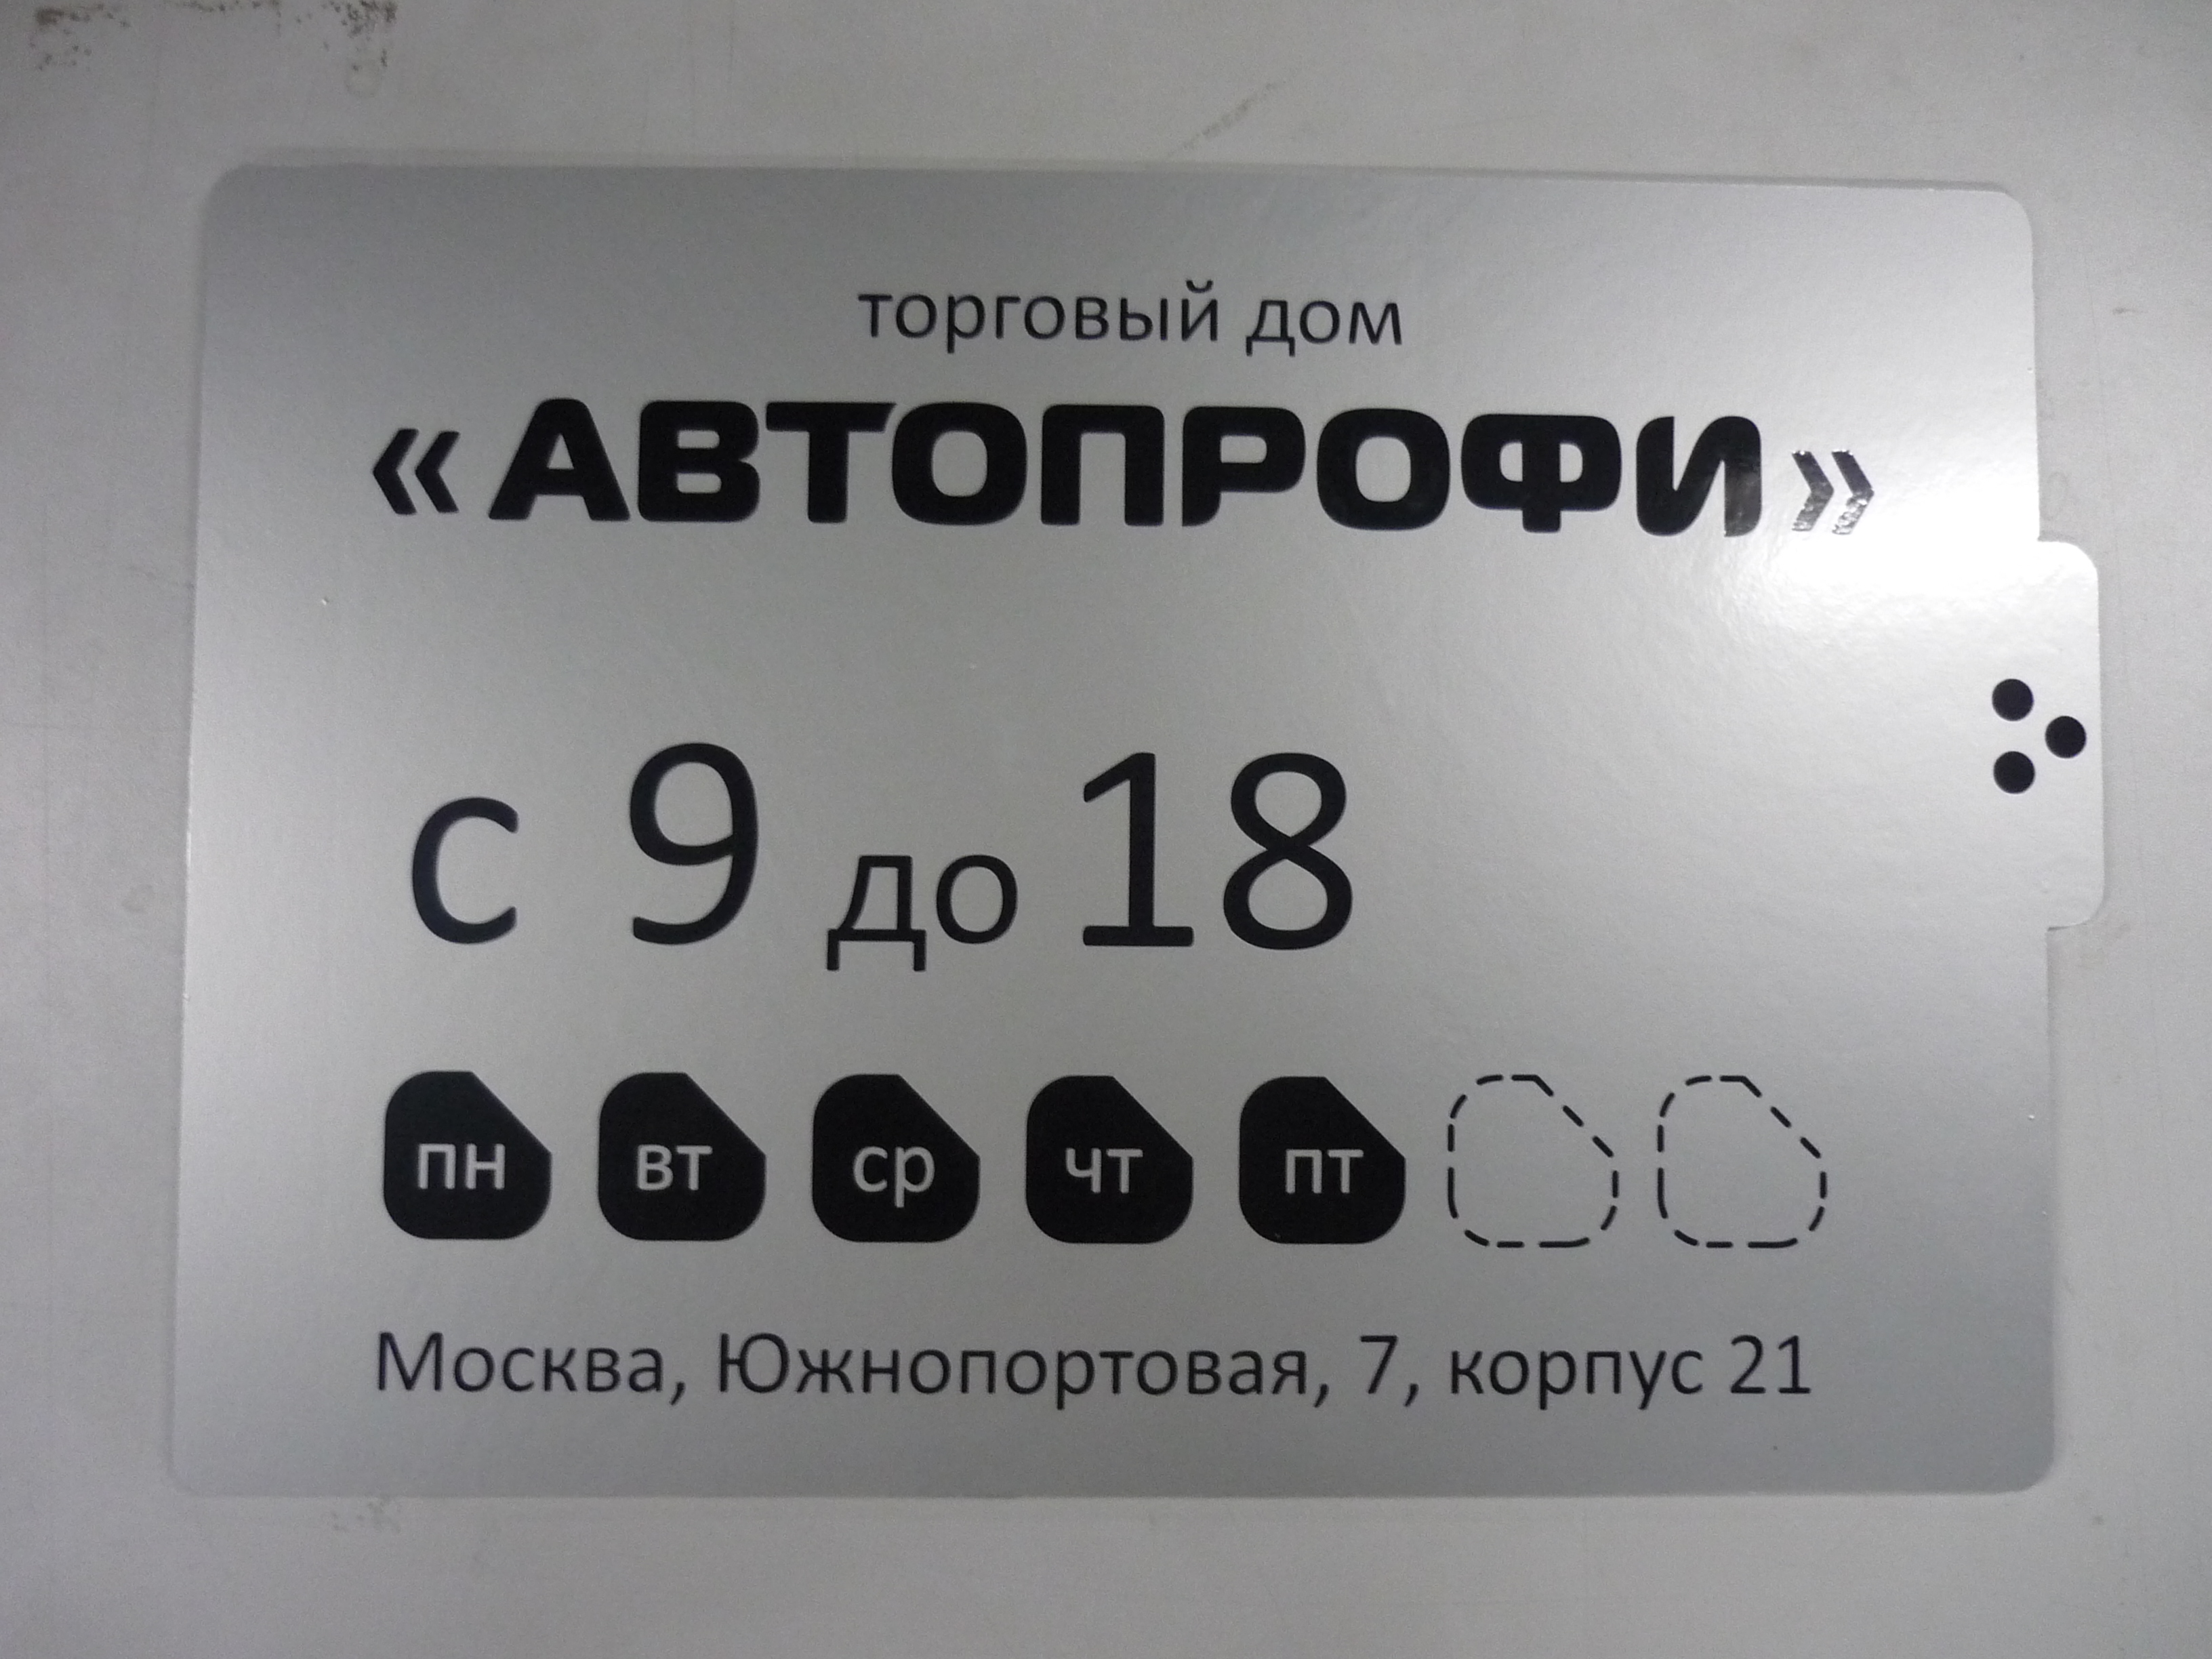 торговый дом
«АВТОПРОФИ»
с 9 до 18
пн вт ср чт пт
Москва, Южнопортовая, 7, корпус 21